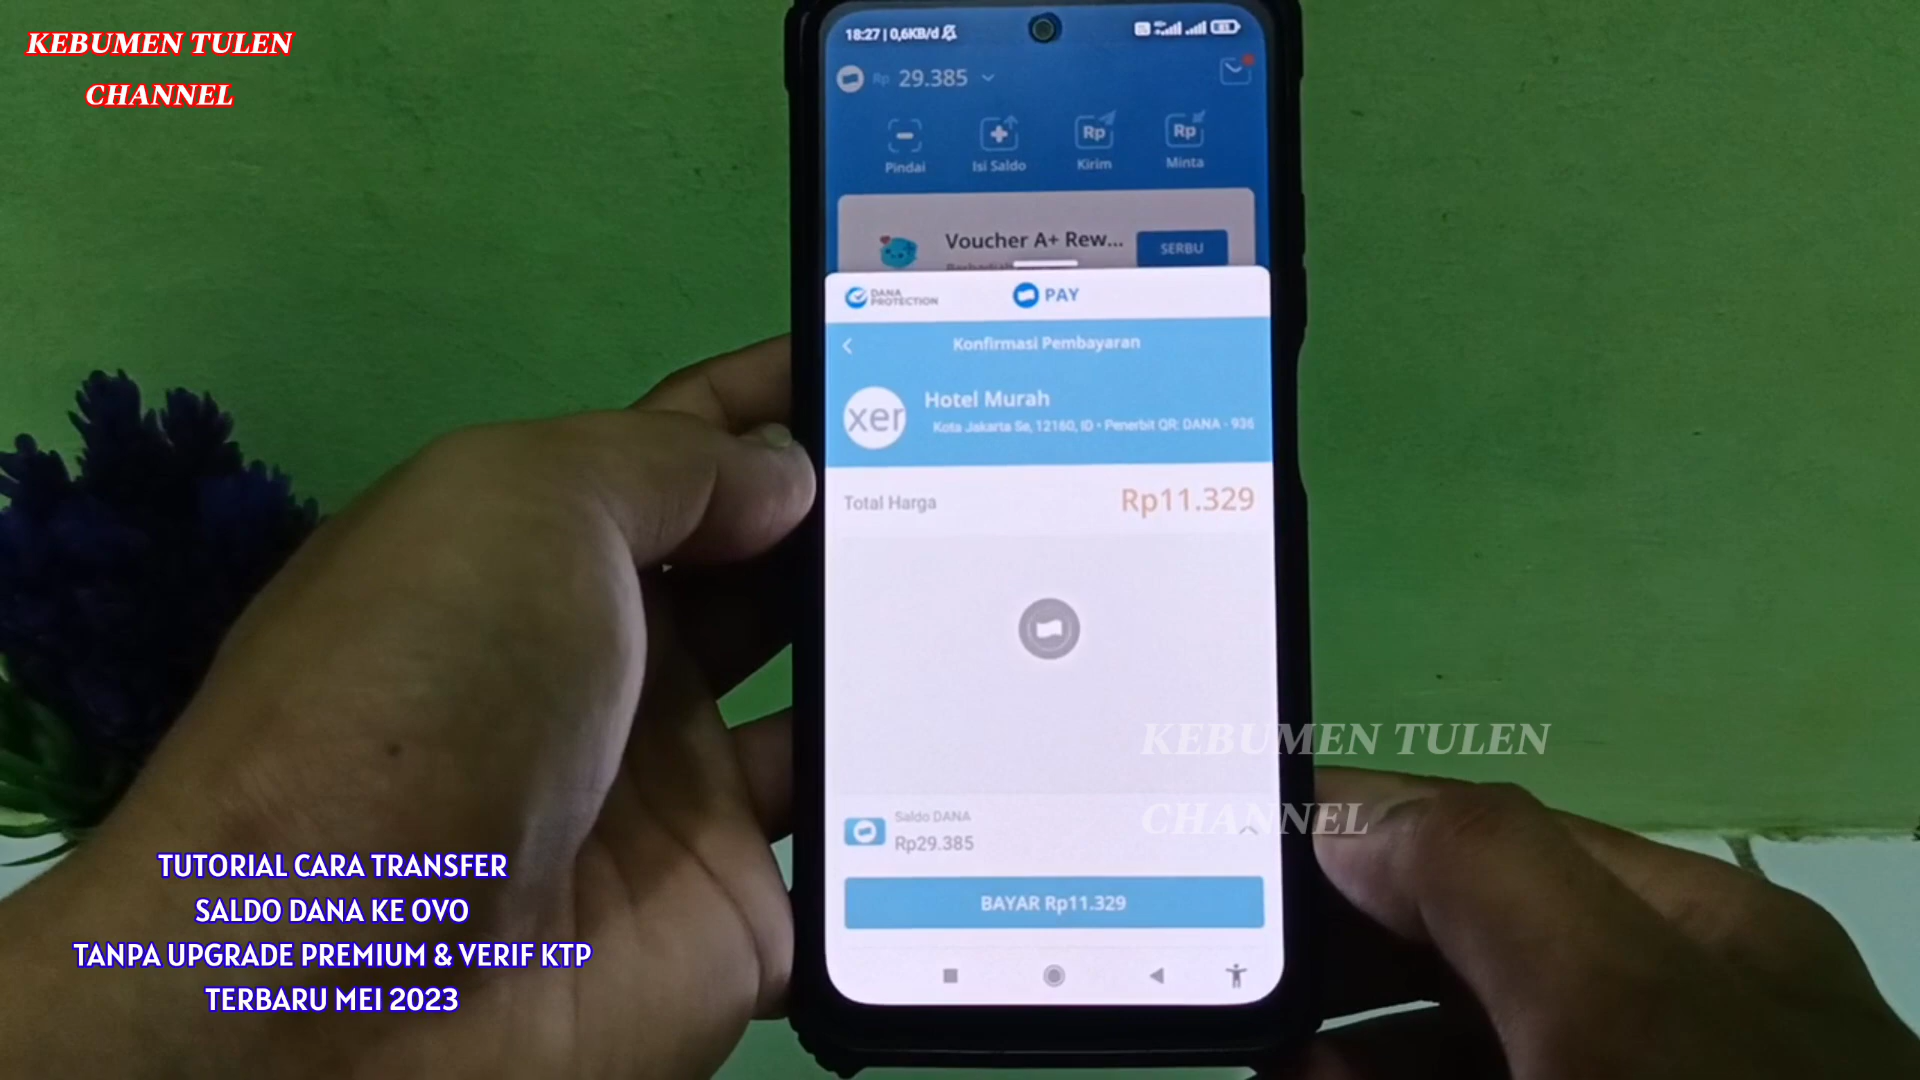 KEBUMEN TULEN
CHANNEL
18:27 | 0,6KB/d
Rp 29.385
Pindai
Isi Saldo
Rp
Kirim
Rp
Minta
Voucher A+ Rew...
SERBU
DANA
PROTECTION
PAY
Konfirmasi Pembayaran
xer
Hotel Murah
Kota Jakarta Se, 12160, ID • Penerbit QR: DANA - 936
Total Harga
Rp11.329
KEBUMEN TULEN
CHANNEL
Saldo DANA
Rp29.385
BAYAR Rp11.329
TUTORIAL CARA TRANSFER
SALDO DANA KE OVO
TANPA UPGRADE PREMIUM & VERIF KTP
TERBARU MEI 2023